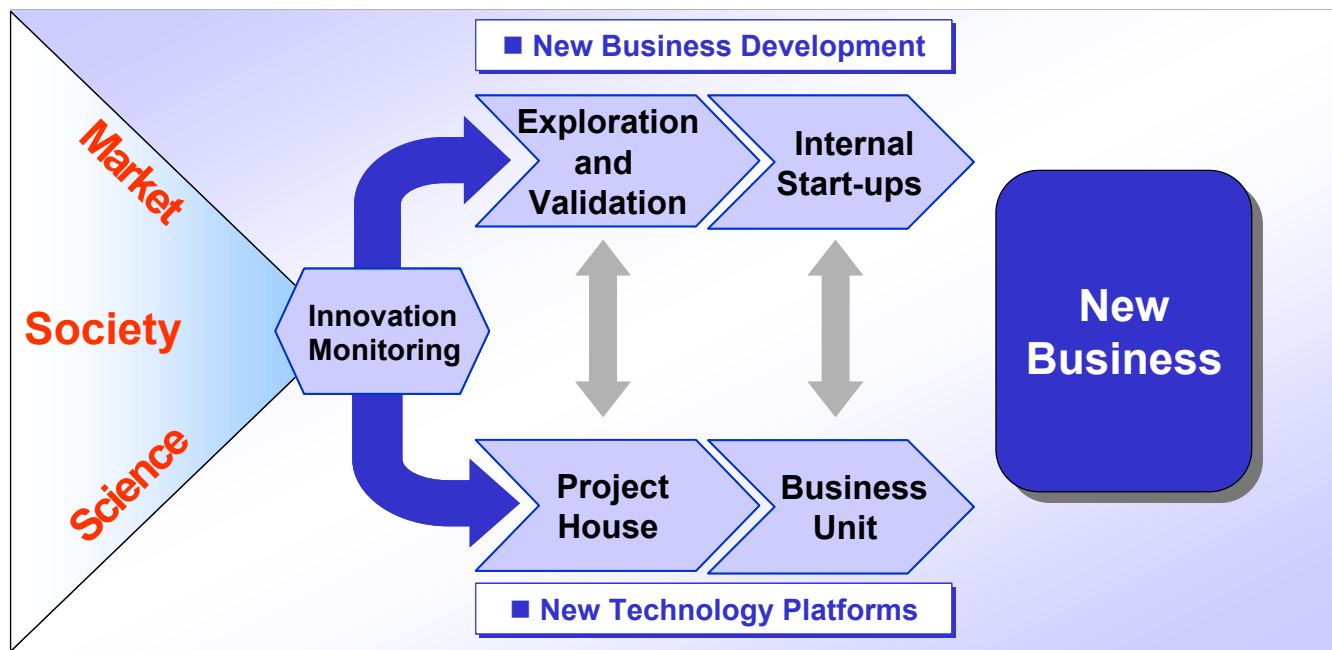 New Business Development
Market
Society
Science
Innovation
Monitoring
Exploration
and
Validation
Internal
Start-ups
Project
House
Business
Unit
New
Business
New Technology Platforms